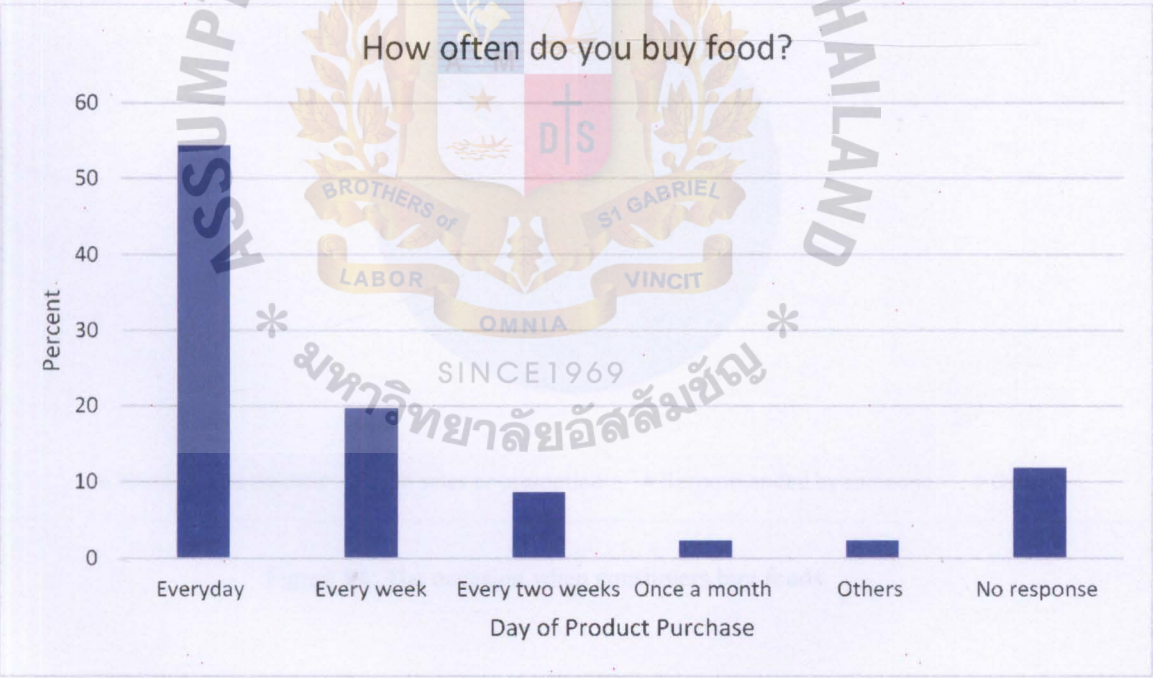 How often do you buy food?
Percent
60
50
40
30
20
10
0
Everyday
Every week
Every two weeks
Once a month
Others
No response
Day of Product Purchase
D S
BROTHERS of
ST GABRIEL
LABOR
VINCIT
OMNIA
SINCE1969
มหาวิทยาลัยอัสสัมชัญ